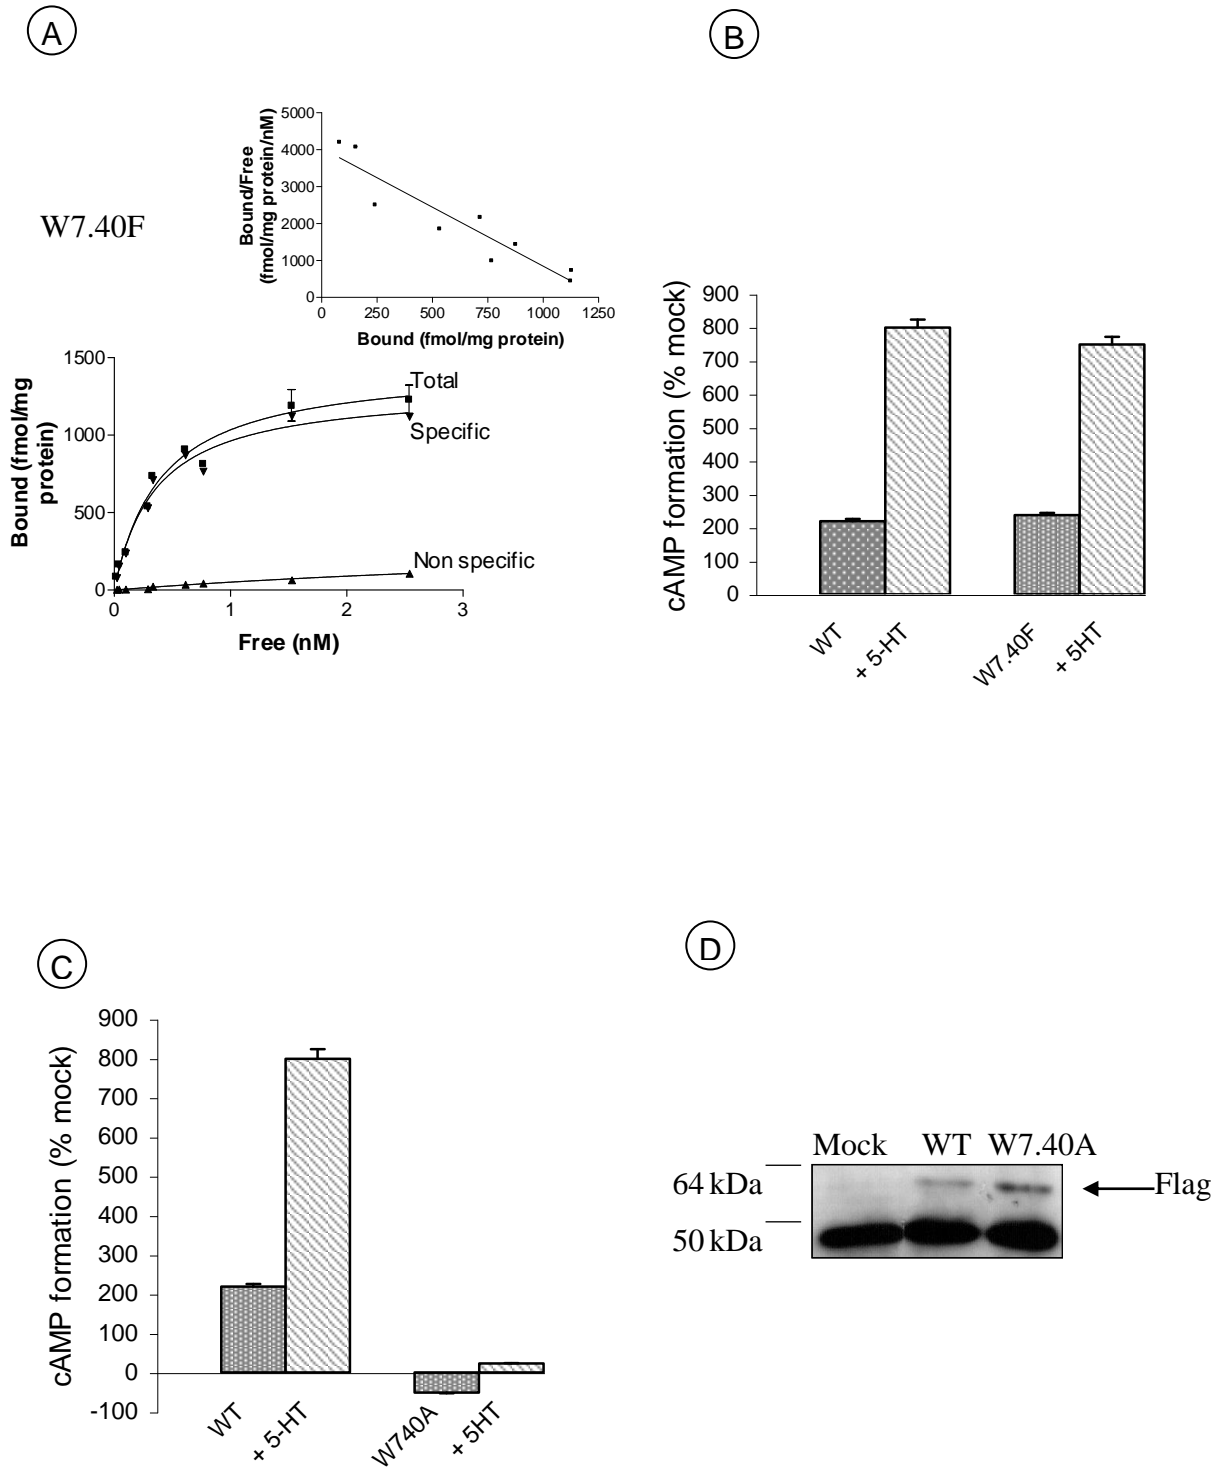 A
B
W7.40F
Bound/Free
(fmol/mg protein/nM)
5000
4000
3000
2000
1000
0
0 250 500 750 1000 1250
Bound (fmol/mg protein)
Bound (fmol/mg
protein)
1500
1000
500
0
Total
Specific
Non specific
0 1 2 3
Free (nM)
cAMP formation (% mock)
900
800
700
600
500
400
300
200
100
0
WT
+ 5-HT
W7.40F
+ 5HT
C
D
cAMP formation (% mock)
900
800
700
600
500
400
300
200
100
0
-100
WT
+ 5-HT
W740A
+ 5HT
Mock WT W7.40A
64 kDa
Flag
50 kDa